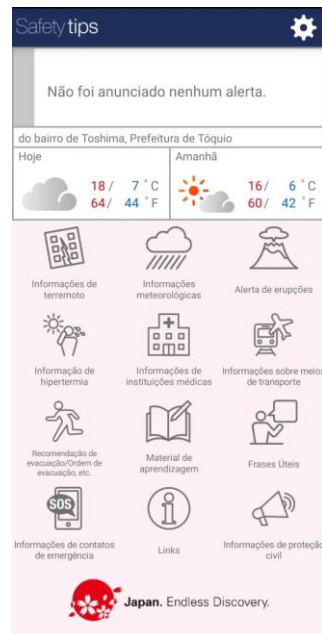 Safety tips
Não foi anunciado nenhum alerta.
do bairro de Toshima, Prefeitura de Tóquio
Hoje
18 / 7 °C
64 / 44 °F
Amanhã
16 / 6 °C
60 / 42 °F
Informações de
terremoto
Informações
meteorológicas
Alerta de erupções
Informação de
hipertermia
Informações de
instituições médicas
Informações sobre meios
de transporte
Recomendação de
evacuação/Ordem de
evacuação, etc.
Material de
aprendizagem
Frases Úteis
SOS
Informações de contatos
de emergência
Links
Informações de proteção
civil
Japan. Endless Discovery.